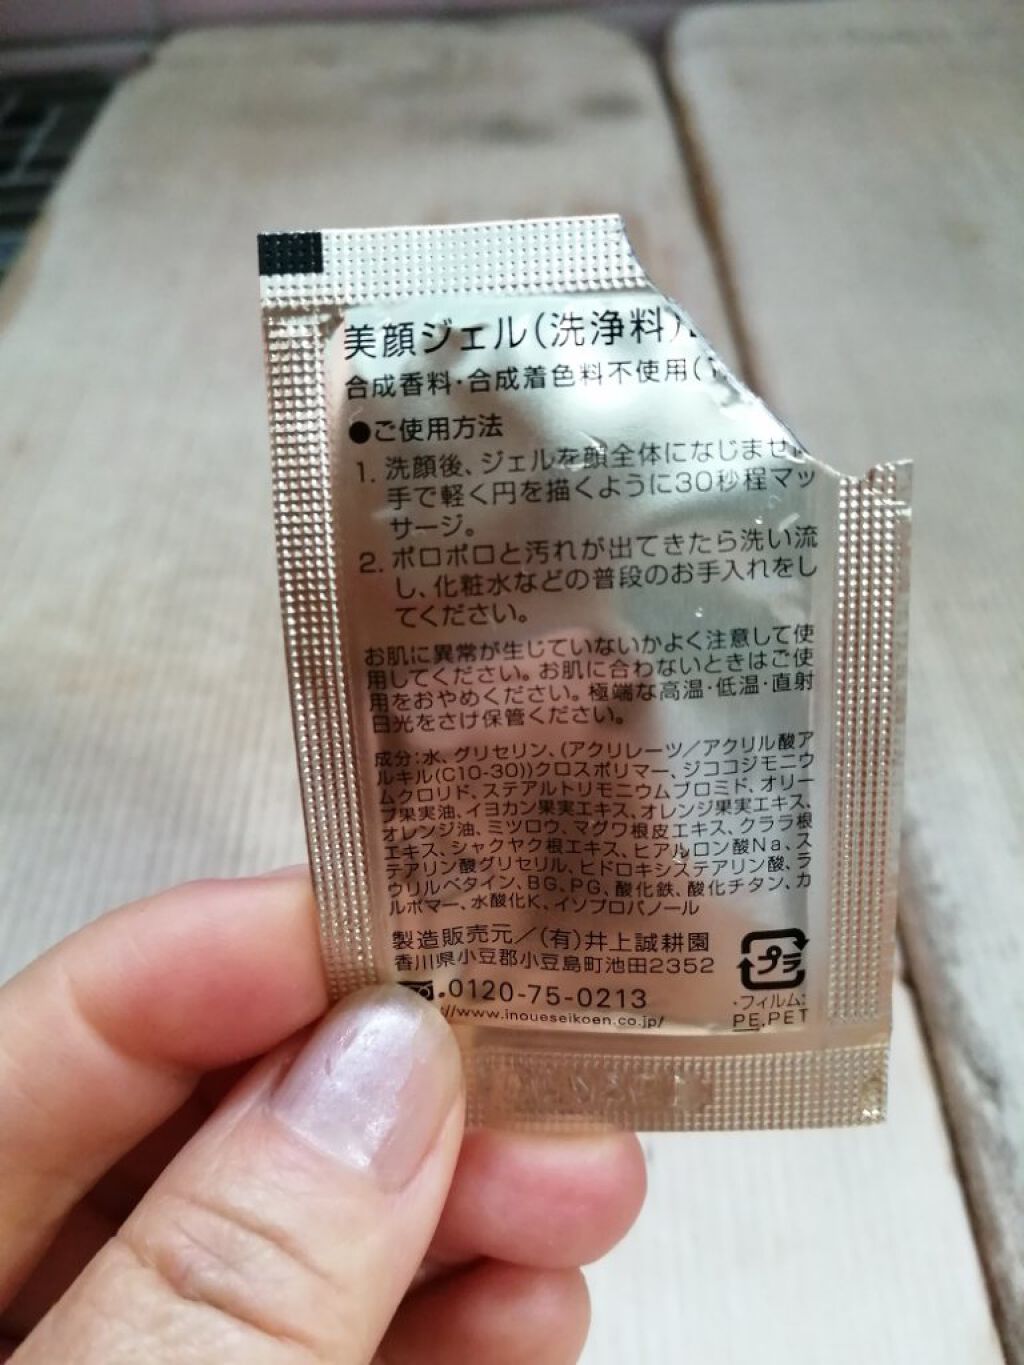 美顔ジェル(洗浄料)
合成香料・合成着色料不使用(
●ご使用方法
1. 洗顔後、ジェルを顔全体になじませ
手で軽く円を描くように30秒程マッ
サージ。
2. ポロポロと汚れが出てきたら洗い流
し、化粧水などの普段のお手入れをし
てください。
お肌に異常が生じていないかよく注意して使
用してください。お肌に合わないときはご使
用をおやめください。極端な高温・低温・直射
日光をさけ保管ください。
成分:水、グリセリン、(アクリレーツ/アクリル酸ア
ルキル(C10-30))クロスポリマー、ジココジモニウ
ムクロリド、ステアルトリモニウムブロミド、オリー
ブ果実油、イヨカン果実エキス、オレンジ果実エキス、
オレンジ油、ミツロウ、マグワ根皮エキス、クララ根
エキス、シャクヤク根エキス、ヒアルロン酸Na、ス
テアリン酸グリセリル、ヒドロキシステアリン酸、ラ
ウリルベタイン、BG、PG、酸化鉄、酸化チタン、カ
ルボマー、水酸化K、イソプロパノール
製造販売元/(有)井上誠耕園
香川県小豆郡小豆島町池田2352
0120-75-0213
//www.inoueseikoen.co.jp/
プラ
・フィルム:
PE,PET